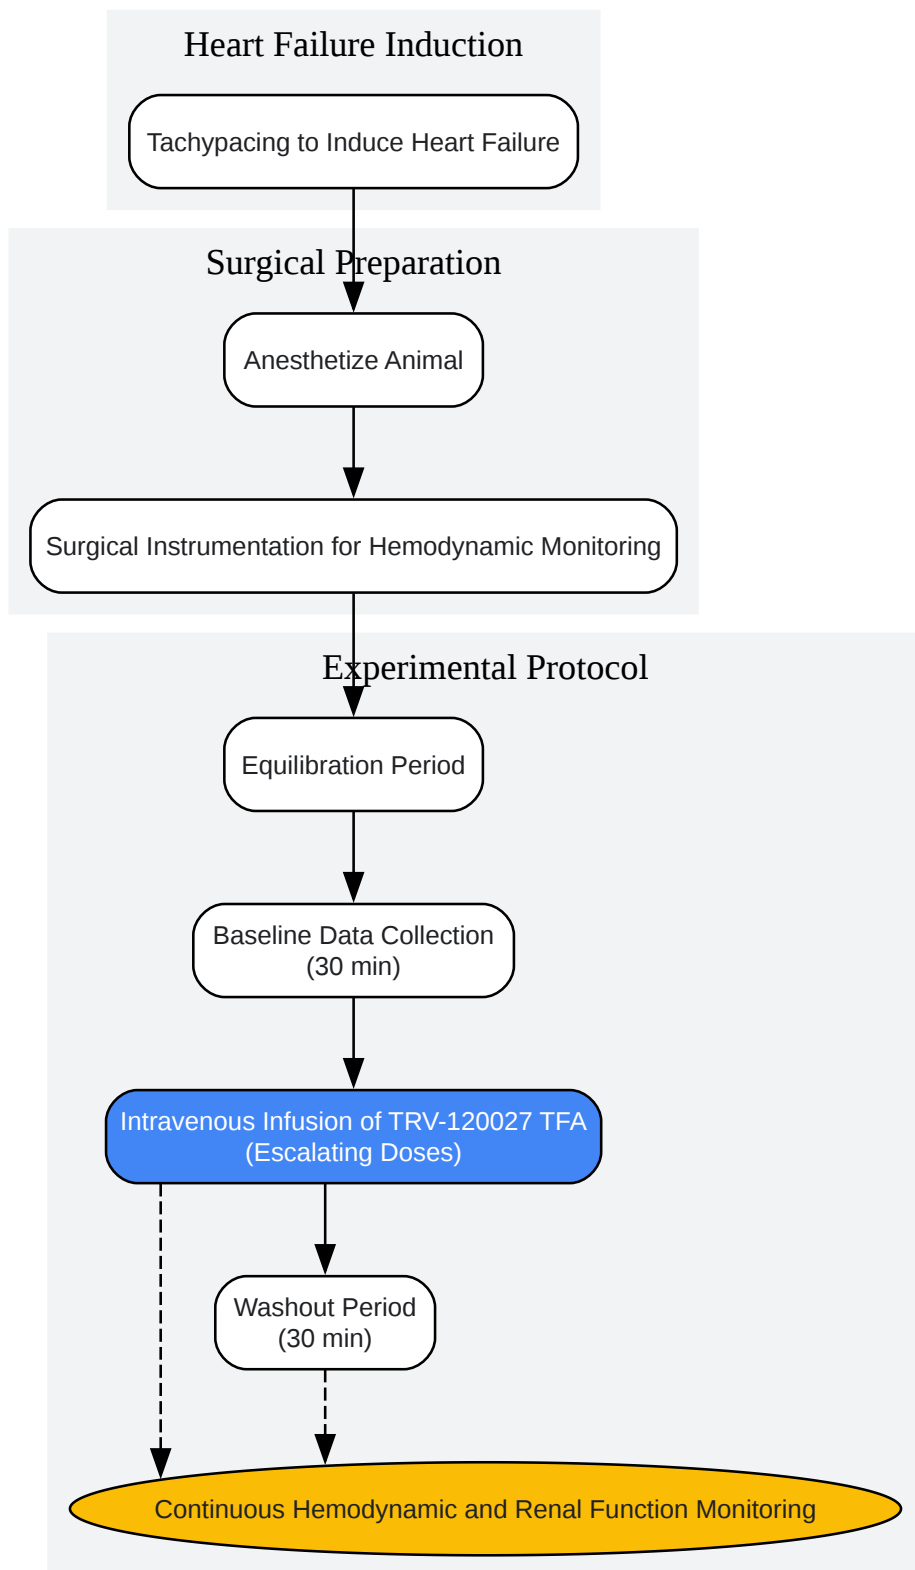 Heart Failure Induction
Tachypacing to Induce Heart Failure
Surgical Preparation
Anesthetize Animal
Surgical Instrumentation for Hemodynamic Monitoring
Experimental Protocol
Equilibration Period
Baseline Data Collection
(30 min)
Intravenous Infusion of TRV-120027 TFA
(Escalating Doses)
Washout Period
(30 min)
Continuous Hemodynamic and Renal Function Monitoring